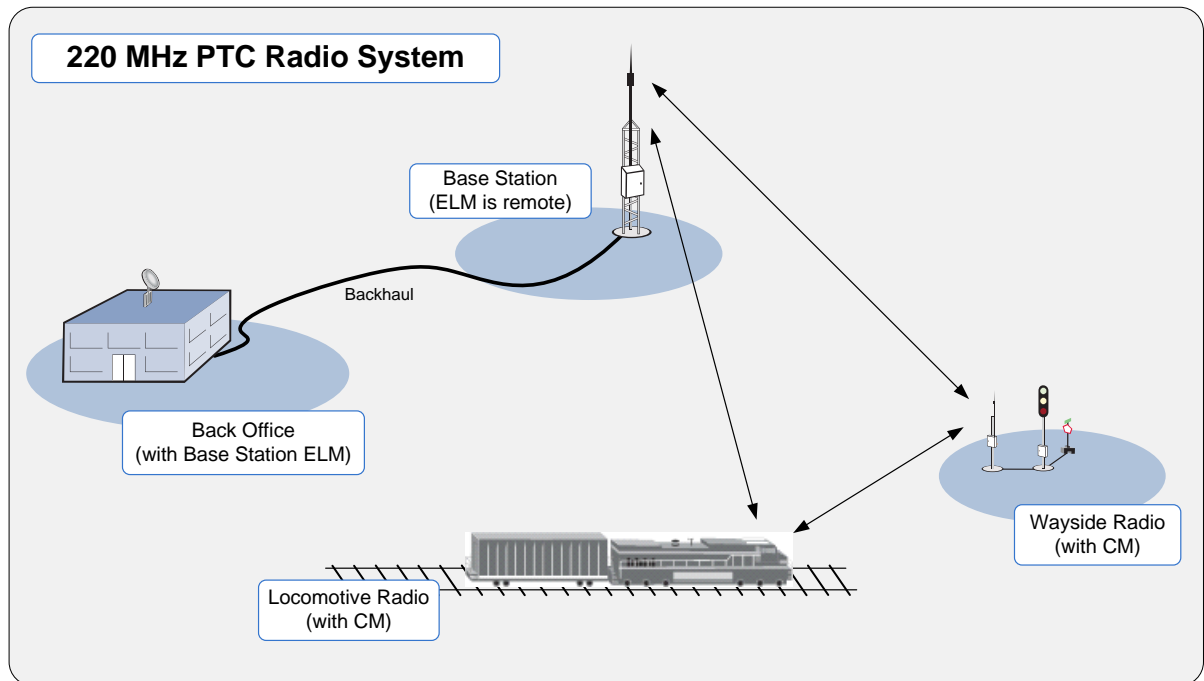 220 MHz PTC Radio System
Base Station
(ELM is remote)
Backhaul
Back Office
(with Base Station ELM)
Wayside Radio
(with CM)
Locomotive Radio
(with CM)